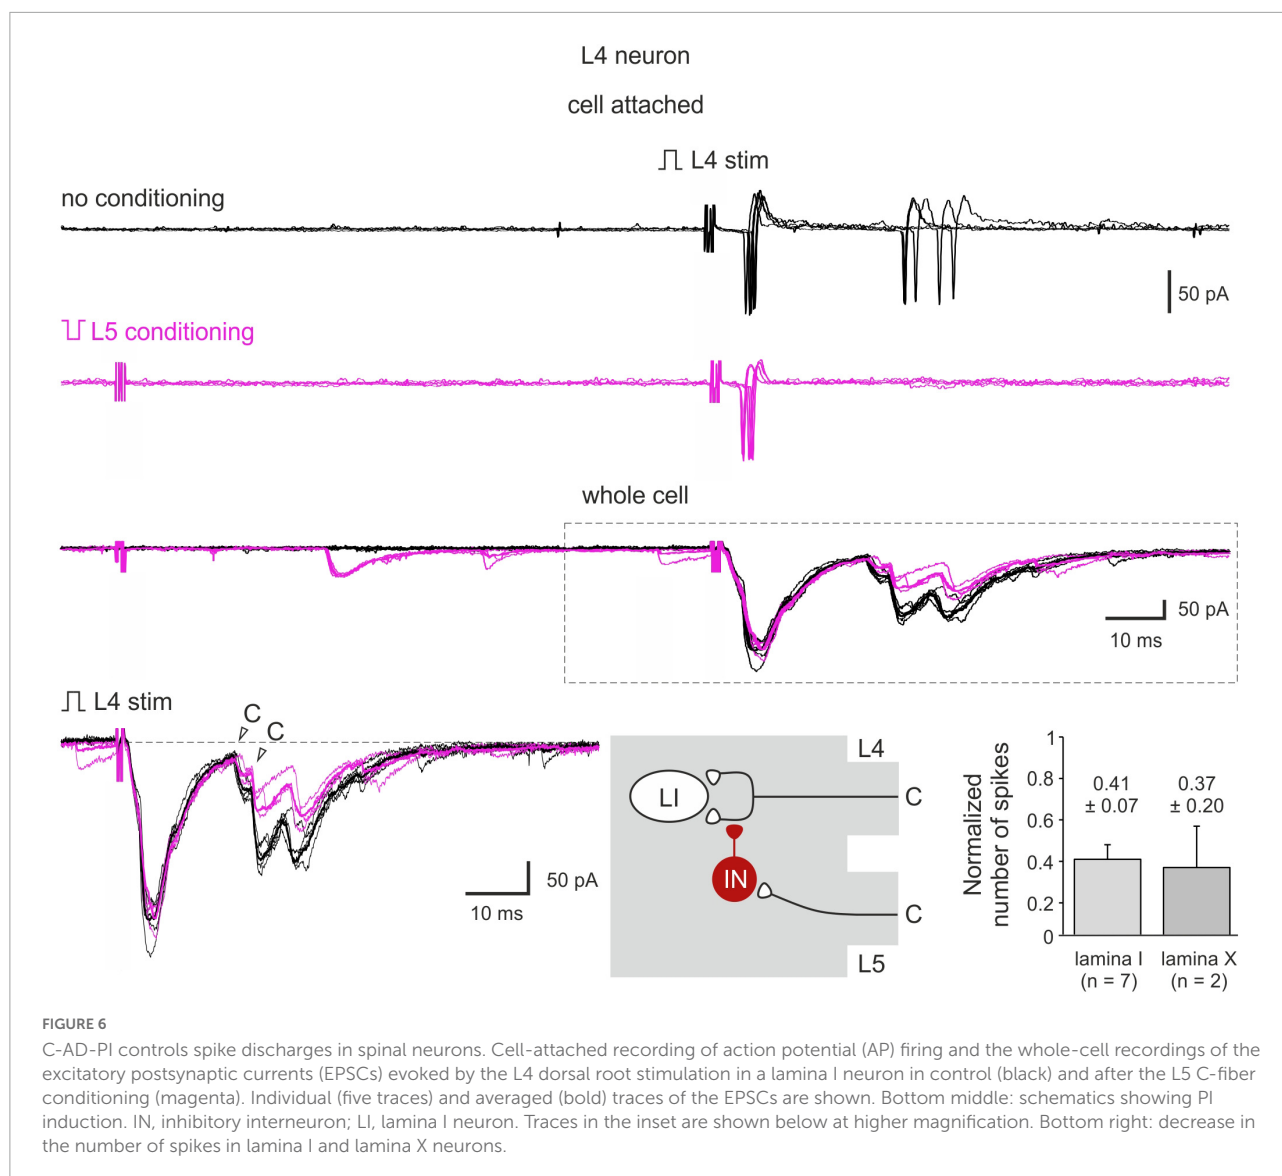 L4 neuron
cell attached
L4 stim
no conditioning
50 pA
L5 conditioning
whole cell
50 pA
10 ms
L4 stim
C
C
50 pA
10 ms
L4
LI
C
IN
C
L5
Normalized
number of spikes
1
0.8
0.6
0.4
0.2
0
0.41
± 0.07
0.37
± 0.20
lamina I
(n = 7)
lamina X
(n = 2)
FIGURE 6
C-AD-PI controls spike discharges in spinal neurons. Cell-attached recording of action potential (AP) firing and the whole-cell recordings of the
excitatory postsynaptic currents (EPSCs) evoked by the L4 dorsal root stimulation in a lamina I neuron in control (black) and after the L5 C-fiber
conditioning (magenta). Individual (five traces) and averaged (bold) traces of the EPSCs are shown. Bottom middle: schematics showing PI
induction. IN, inhibitory interneuron; LI, lamina I neuron. Traces in the inset are shown below at higher magnification. Bottom right: decrease in
the number of spikes in lamina I and lamina X neurons.